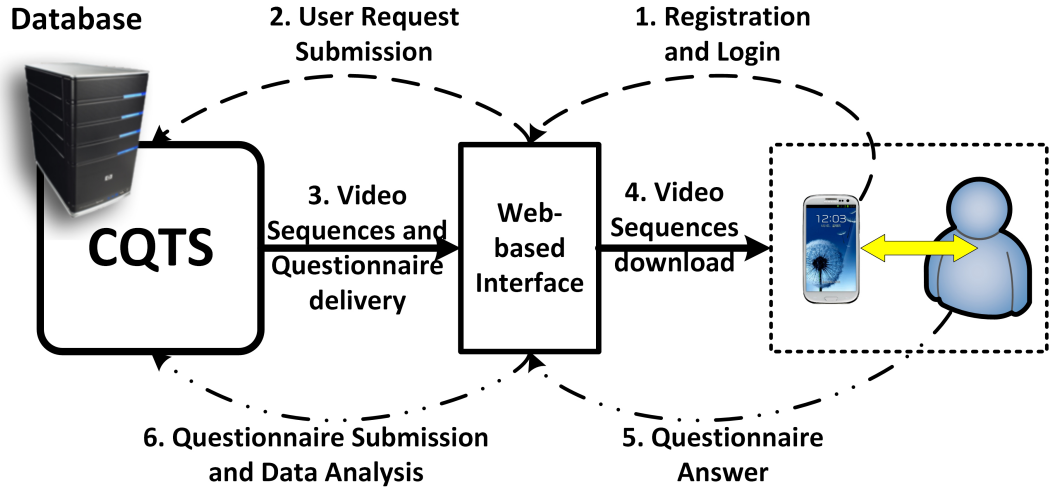 Database
2. User Request
Submission
1. Registration
and Login
CQTS
3. Video
Sequences and
Questionnaire
delivery
Web-
based
Interface
4. Video
Sequences
download
12:03
hp
6. Questionnaire Submission
and Data Analysis
5. Questionnaire
Answer